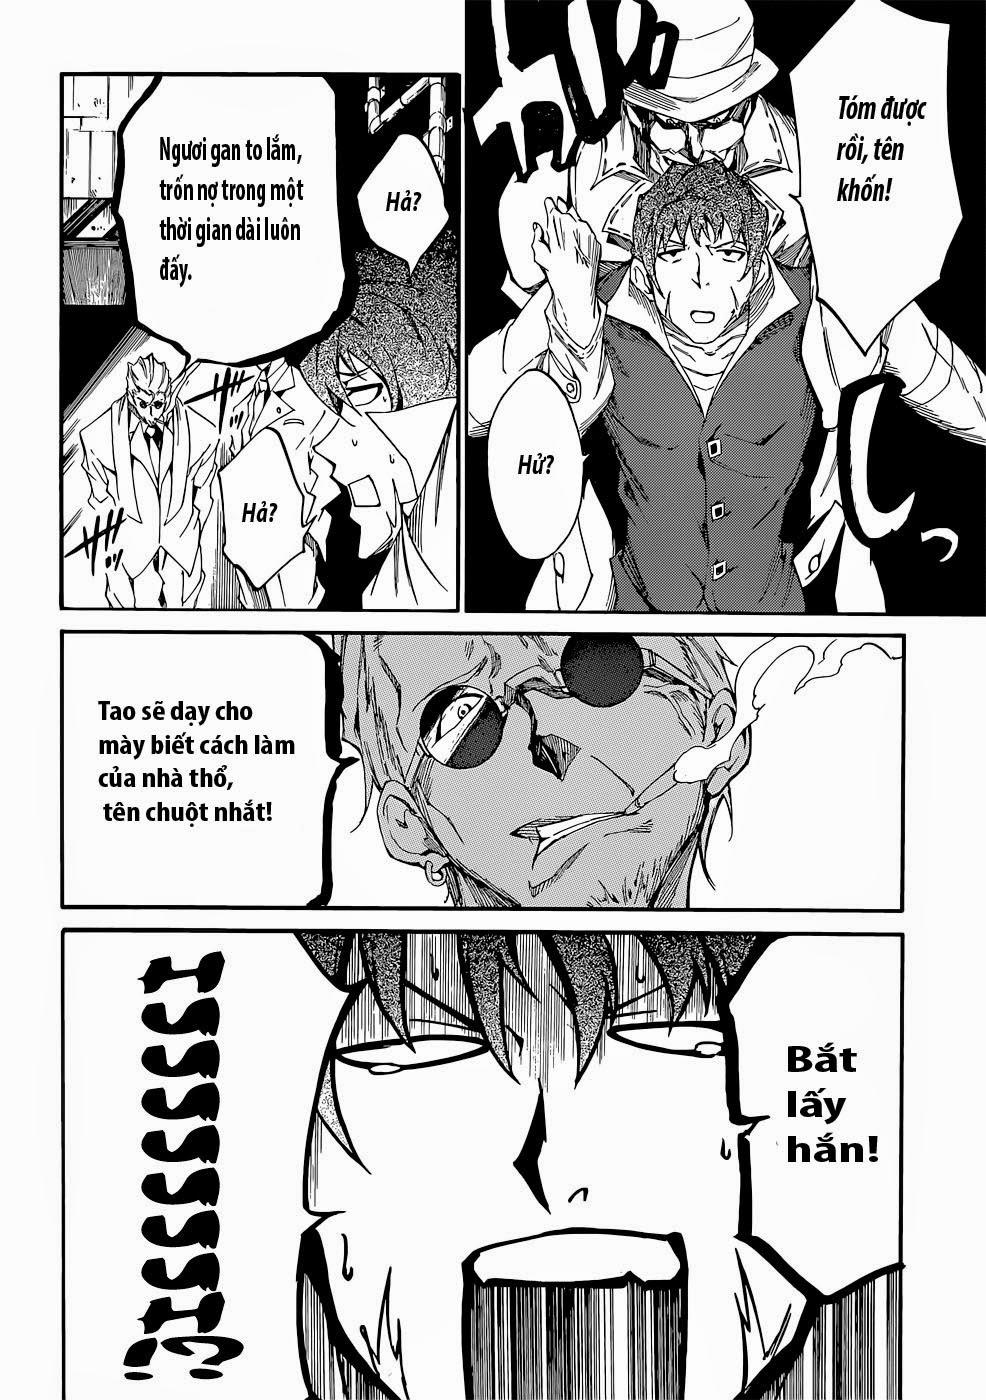 Tóm được
rồi, tên
khốn!
Hử?
Hả?
Ngươi gan to lắm,
trốn nợ trong một
thời gian dài luôn
đấy.
Hả?
Tao sẽ dạy cho
mày biết cách làm
của nhà thổ,
tên chuột nhắt!
Bắt
lấy
hắn!